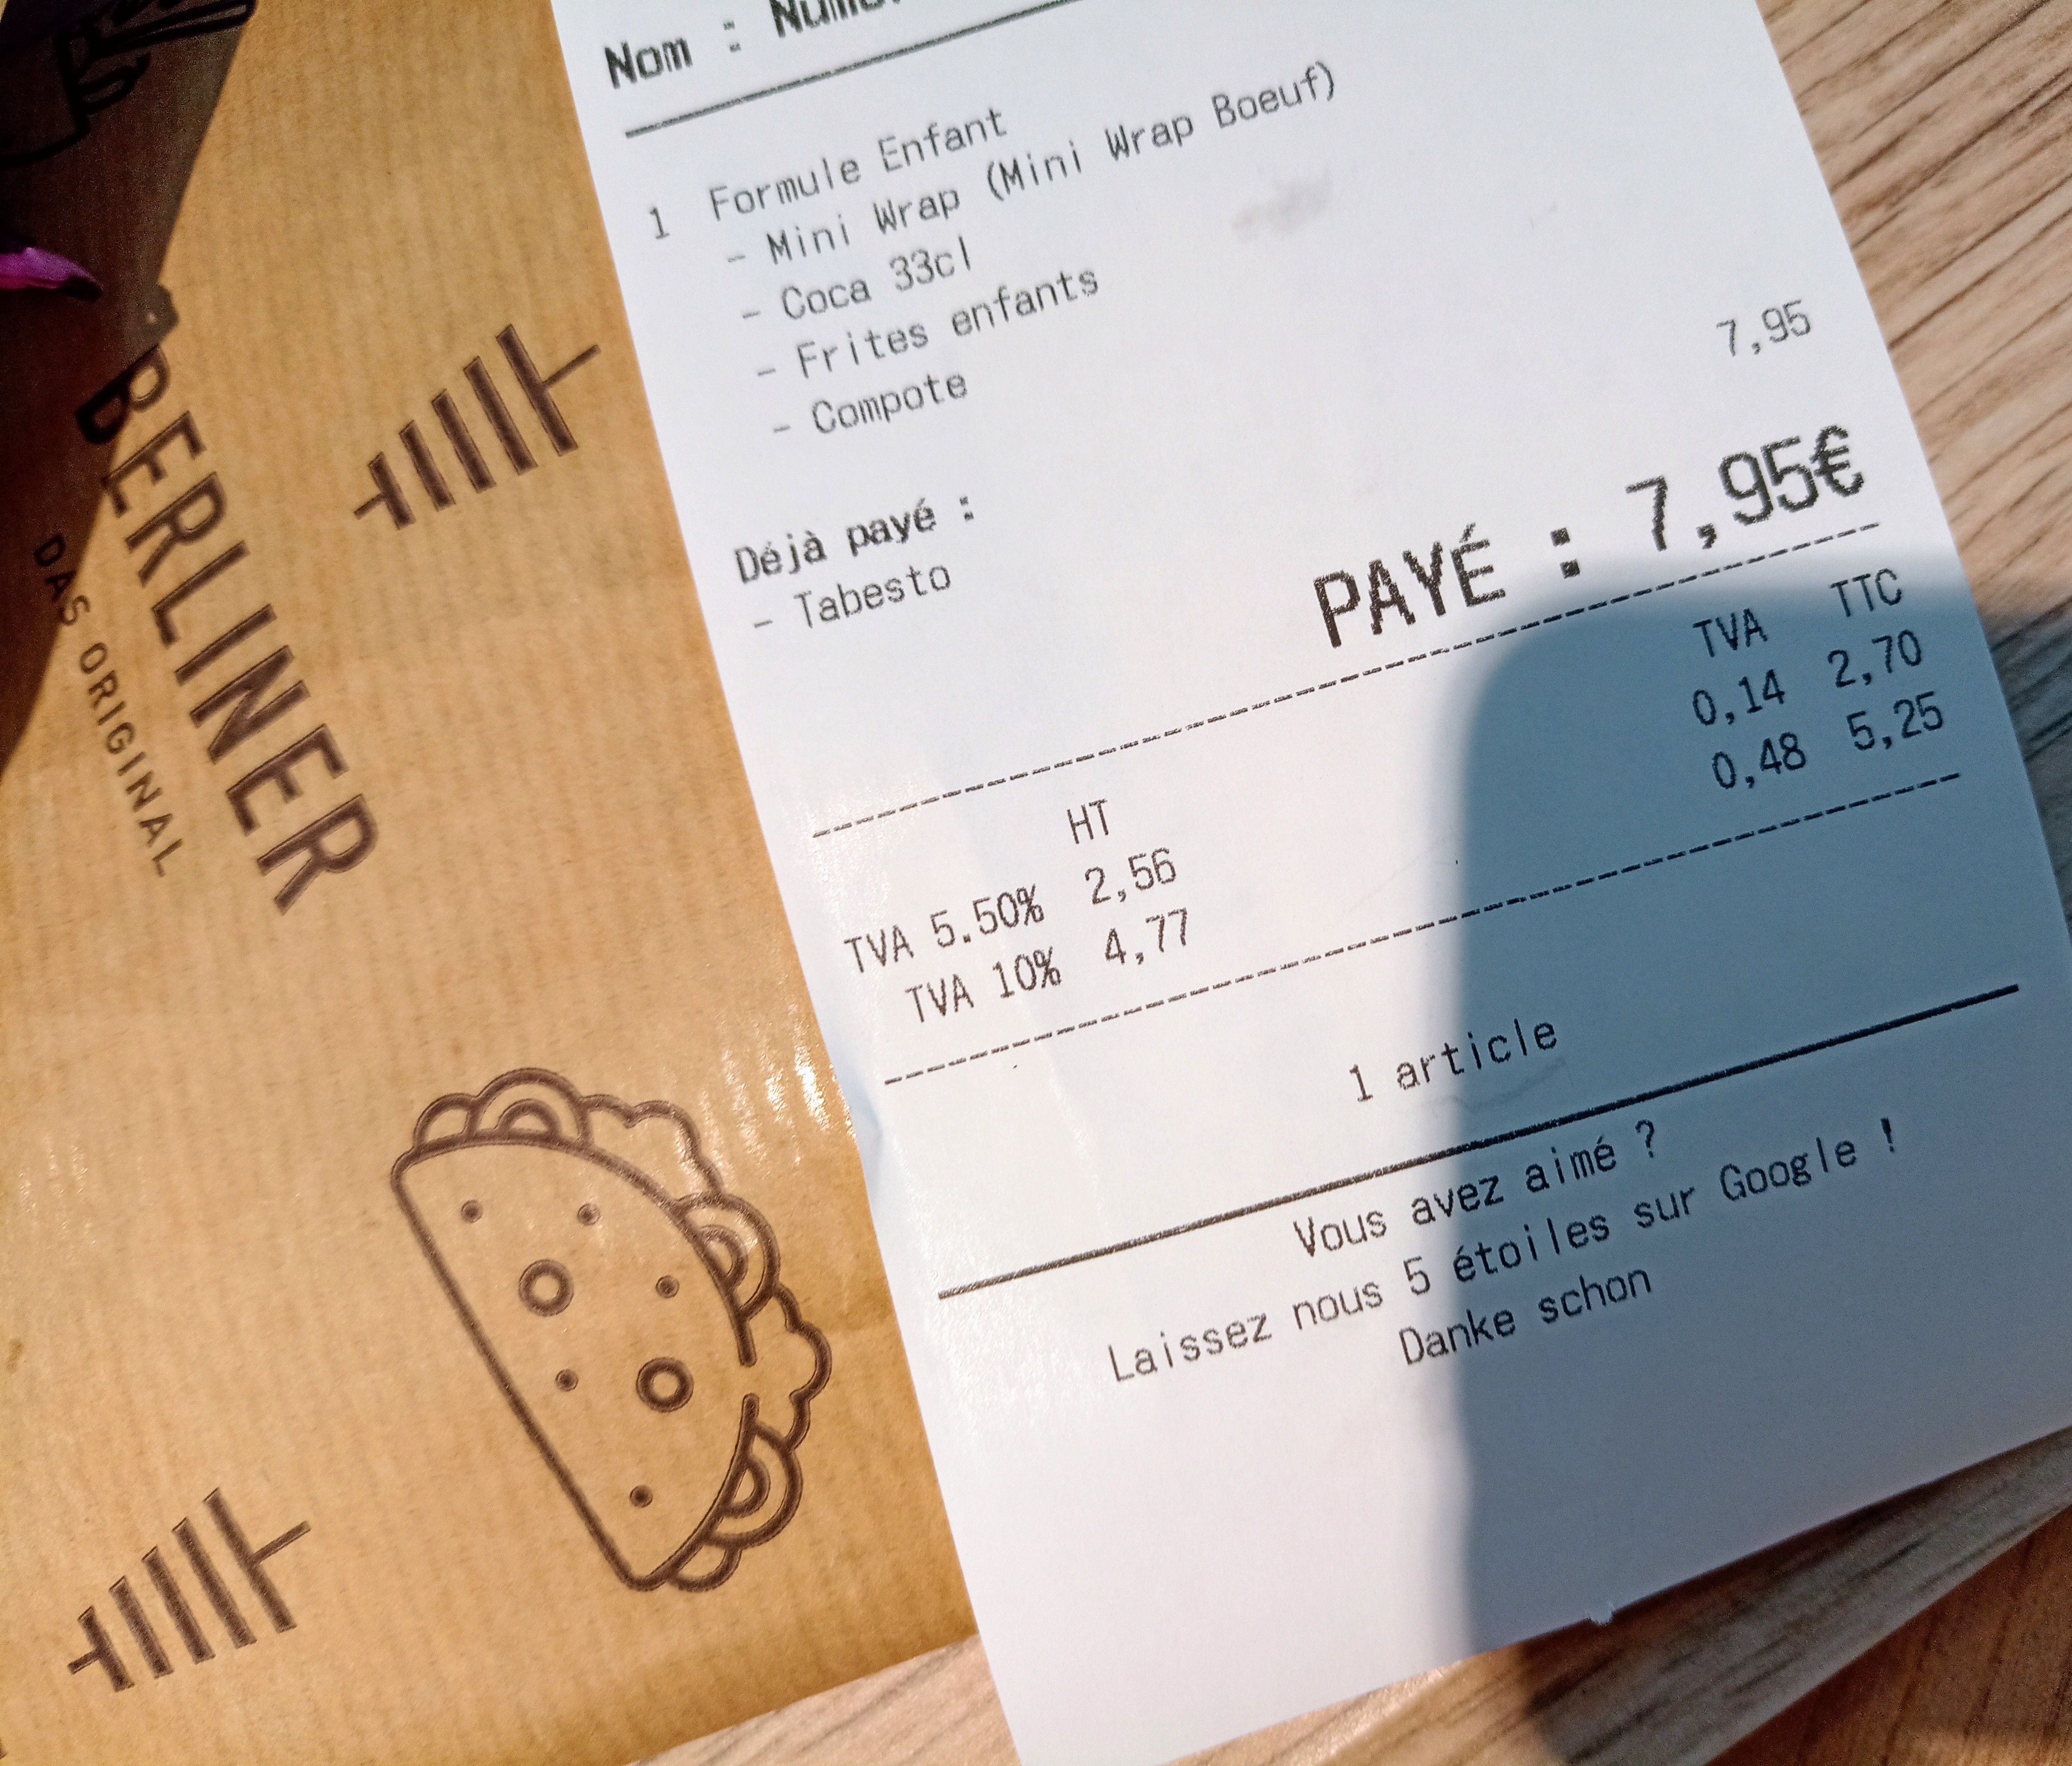 Nom :
1 Formule Enfant
- Mini Wrap (Mini Wrap Boeuf)
- Coca 33cl
- Frites enfants
- Compote
7,95
Déjà payé :
- Tabesto
PAYÉ : 7,95€
HT TVA TTC
TVA 5.50% 2,56 0,14 2,70
TVA 10% 4,77 0,48 5,25
1 article
Vous avez aimé ?
Laissez nous 5 étoiles sur Google !
Danke schon
BERLINER
DAS ORIGINAL